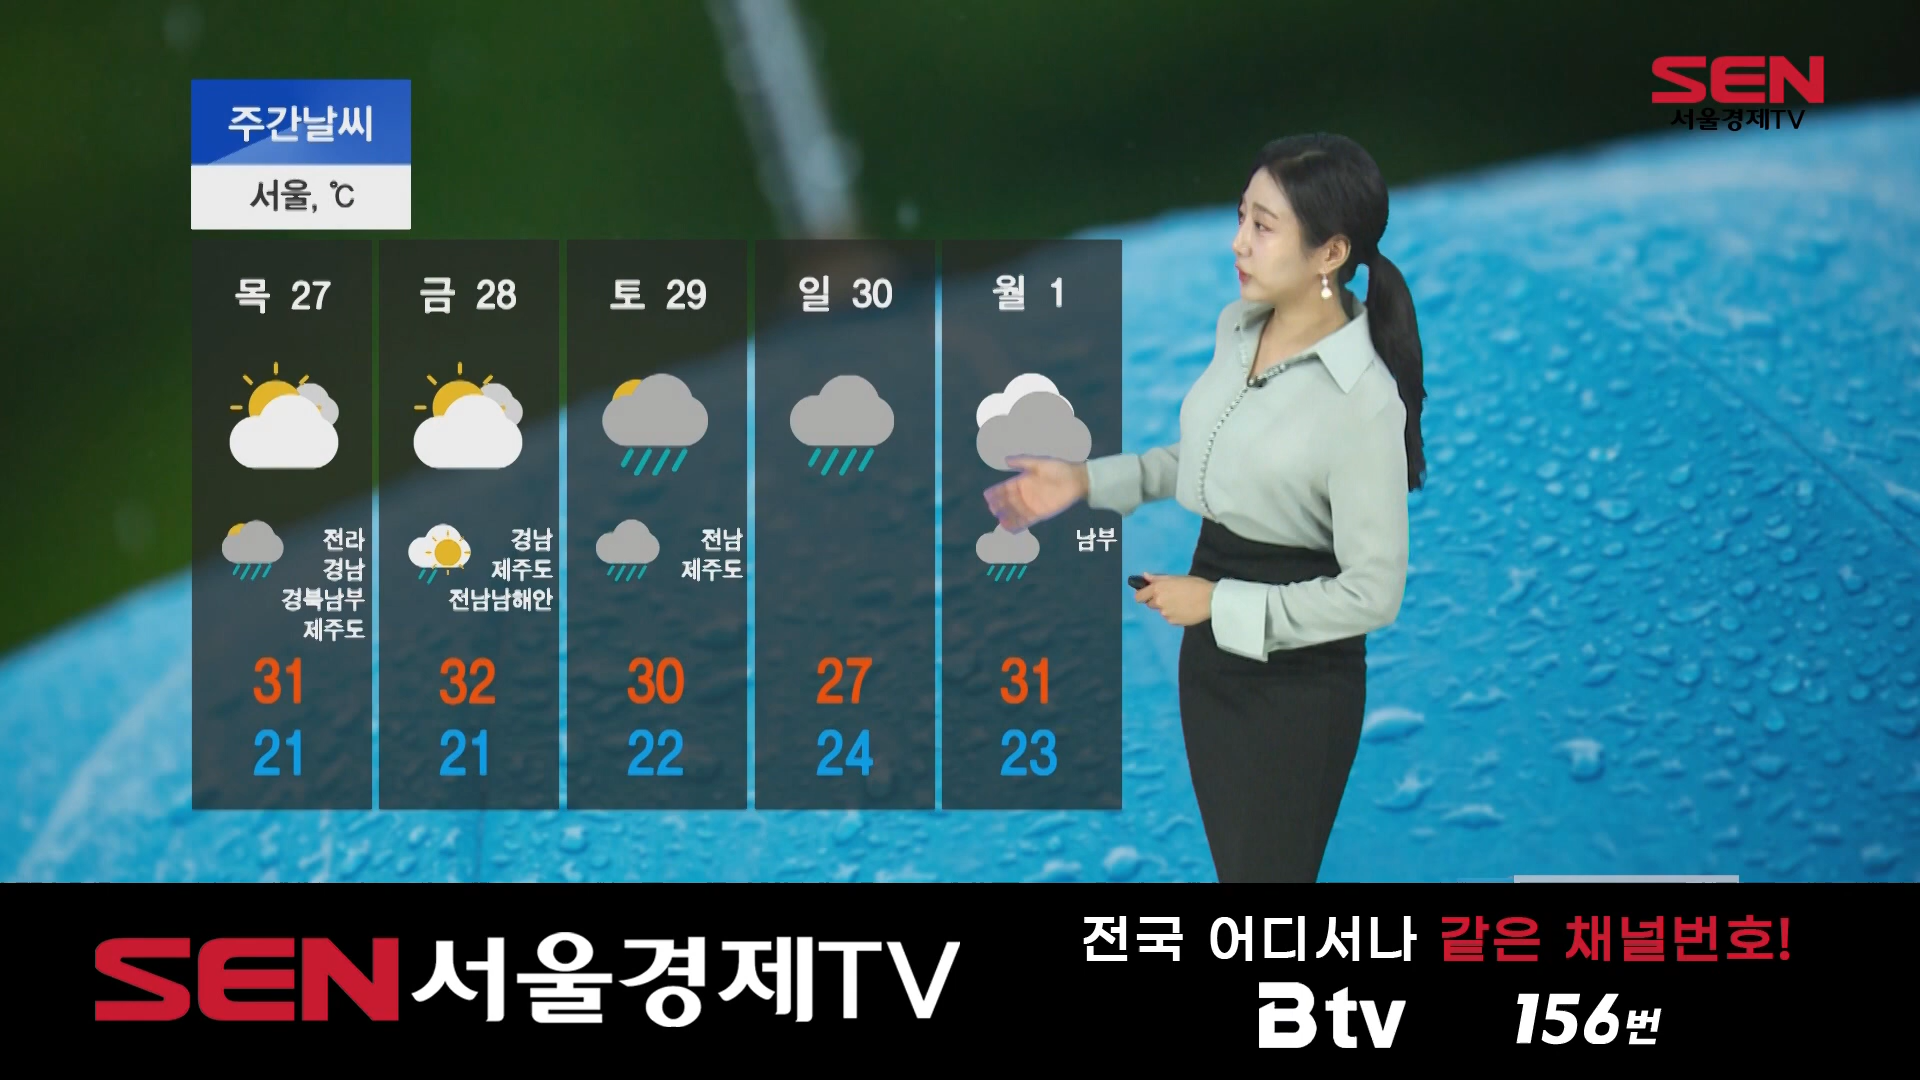 SEN
서울경제TV
주간날씨
서울, ℃
목 27
금 28
토 29
일 30
월 1
전라
경남
경북남부
제주도
경남
제주도
전남남해안
전남
제주도
남부
31
32
30
27
31
21
21
22
24
23
SEN서울경제TV
전국 어디서나 같은 채널번호!
B tv
156번